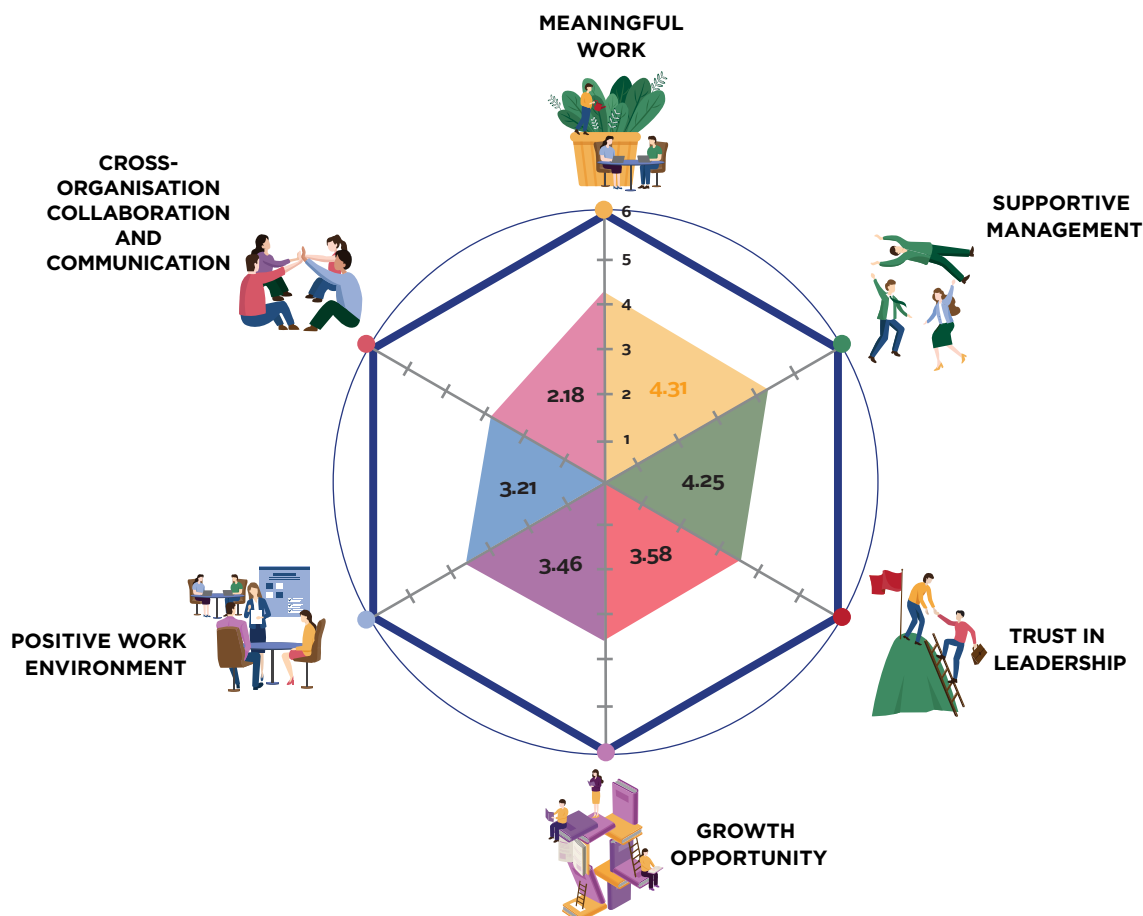 MEANINGFUL
WORK
CROSS-
ORGANISATION
COLLABORATION
AND
COMMUNICATION
SUPPORTIVE
MANAGEMENT
6
5
4
3
2
1
2.18
4.31
3.21
4.25
3.46
3.58
POSITIVE WORK
ENVIRONMENT
TRUST IN
LEADERSHIP
GROWTH
OPPORTUNITY